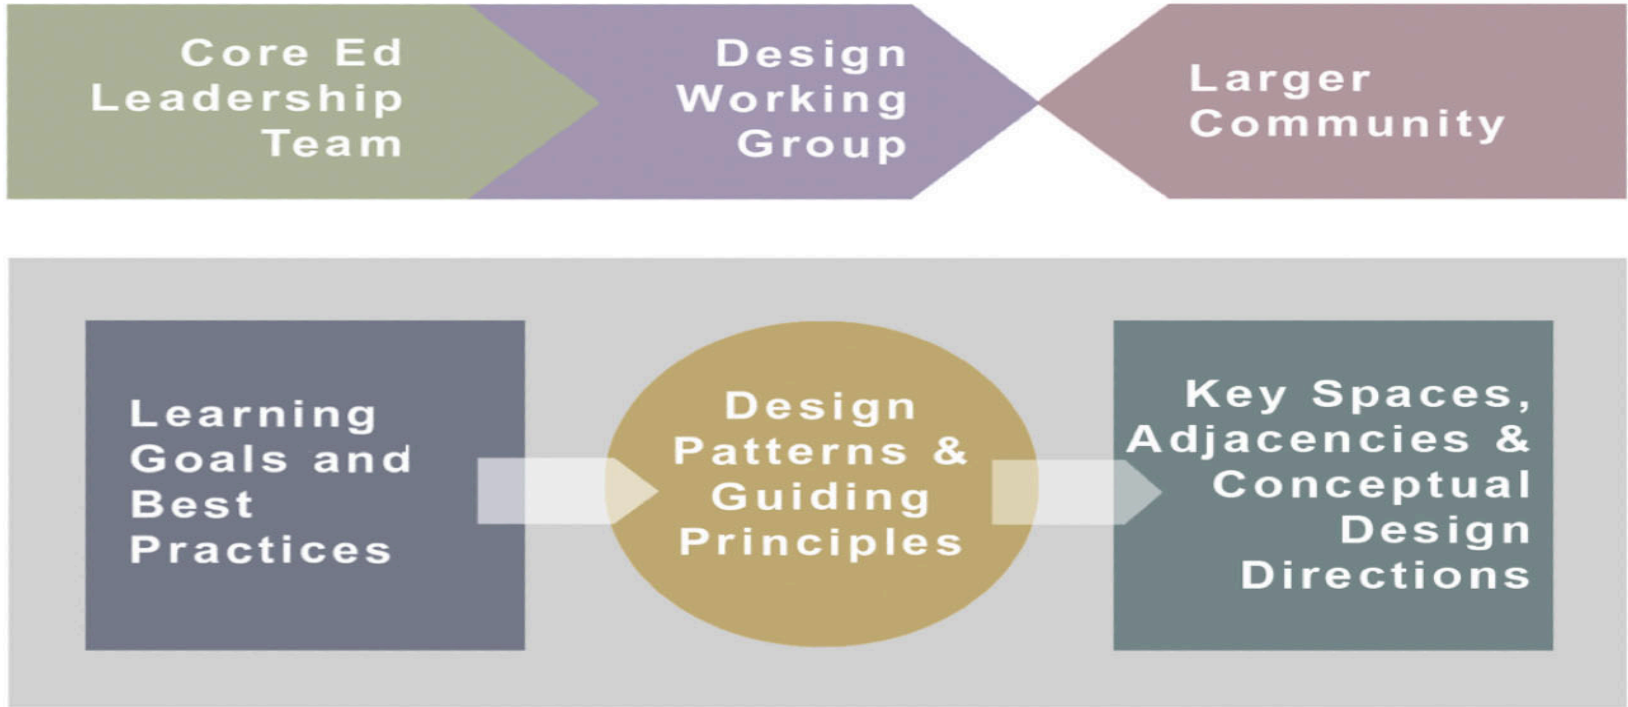 Core Ed
Leadership
Team
Design
Working
Group
Larger
Community
Learning
Goals and
Best
Practices
Design
Patterns &
Guiding
Principles
Key Spaces,
Adjacencies &
Conceptual
Design
Directions